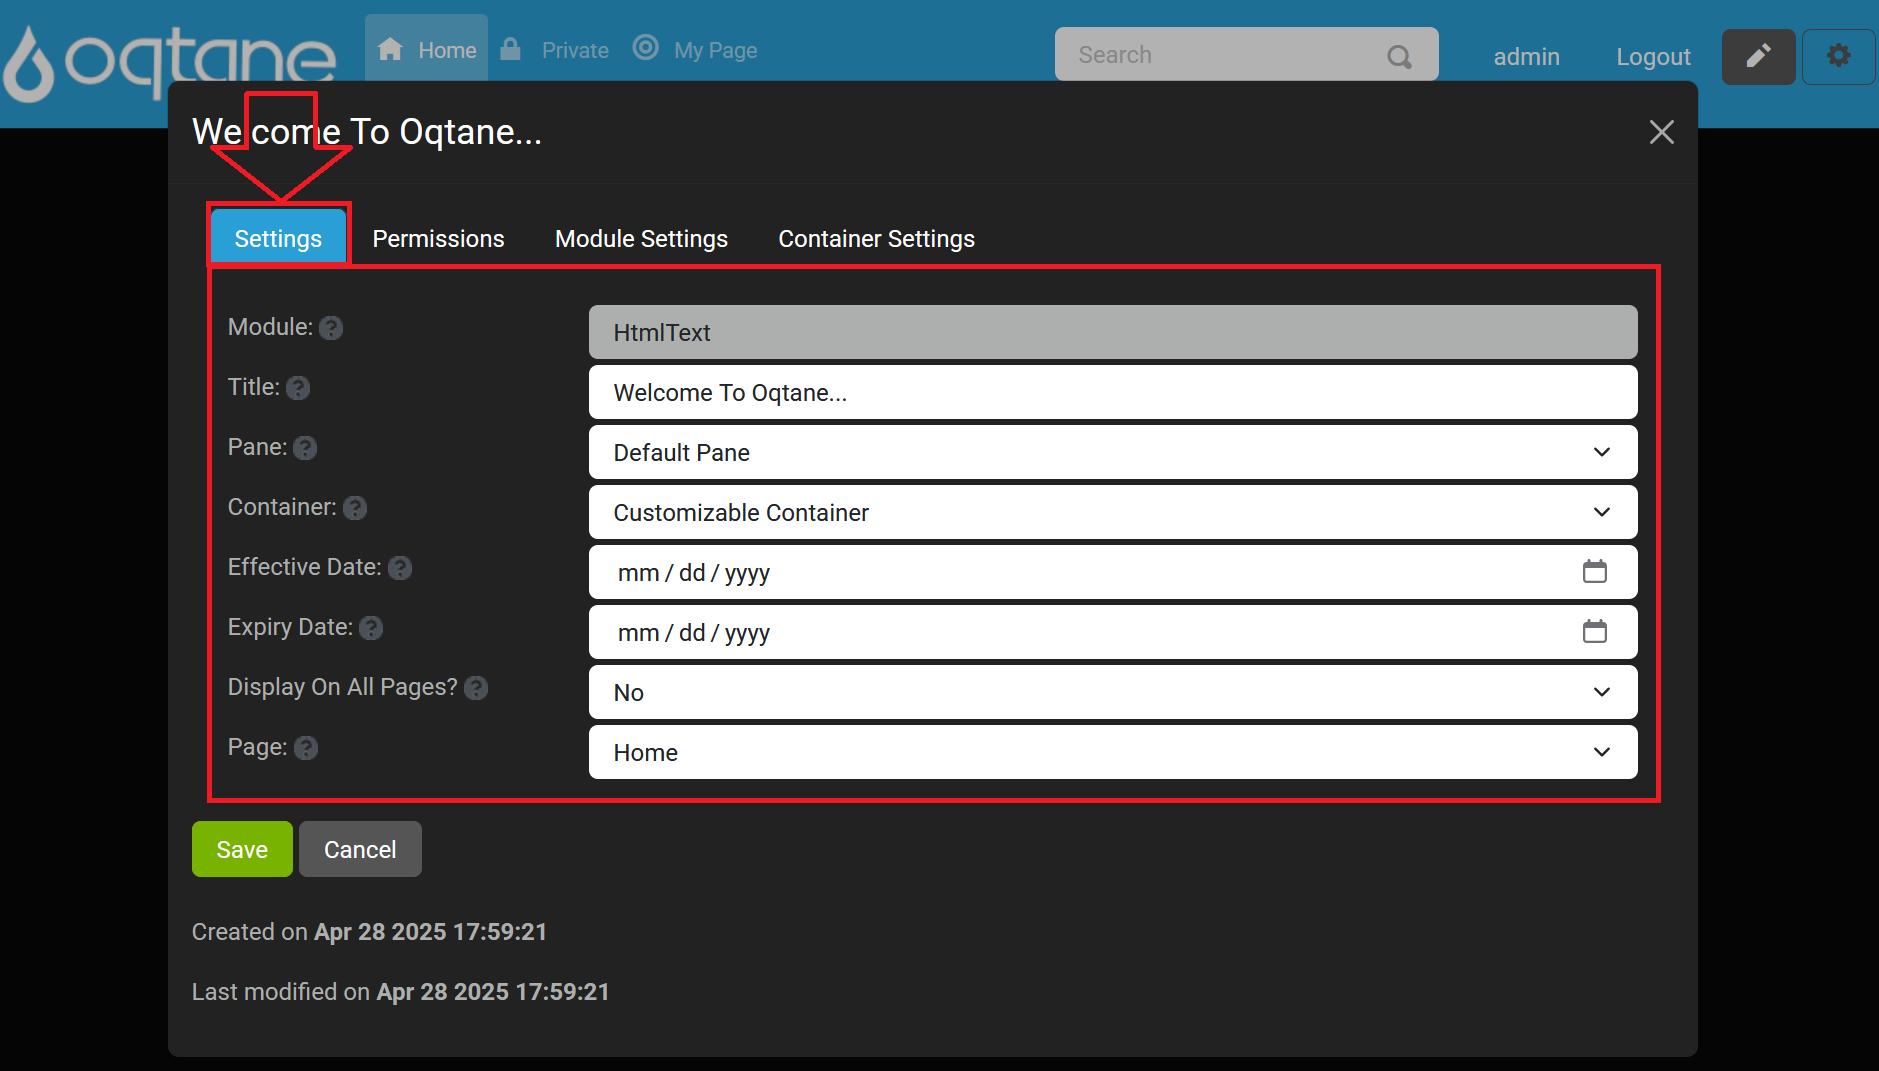 oqtane Home Private My Page Search admin Logout
Welcome To Oqtane...
Settings Permissions Module Settings Container Settings
Module: ? HtmlText
Title: ? Welcome To Oqtane...
Pane: ? Default Pane
Container: ? Customizable Container
Effective Date: ? mm / dd / yyyy
Expiry Date: ? mm / dd / yyyy
Display On All Pages? ? No
Page: ? Home
Save Cancel
Created on Apr 28 2025 17:59:21
Last modified on Apr 28 2025 17:59:21